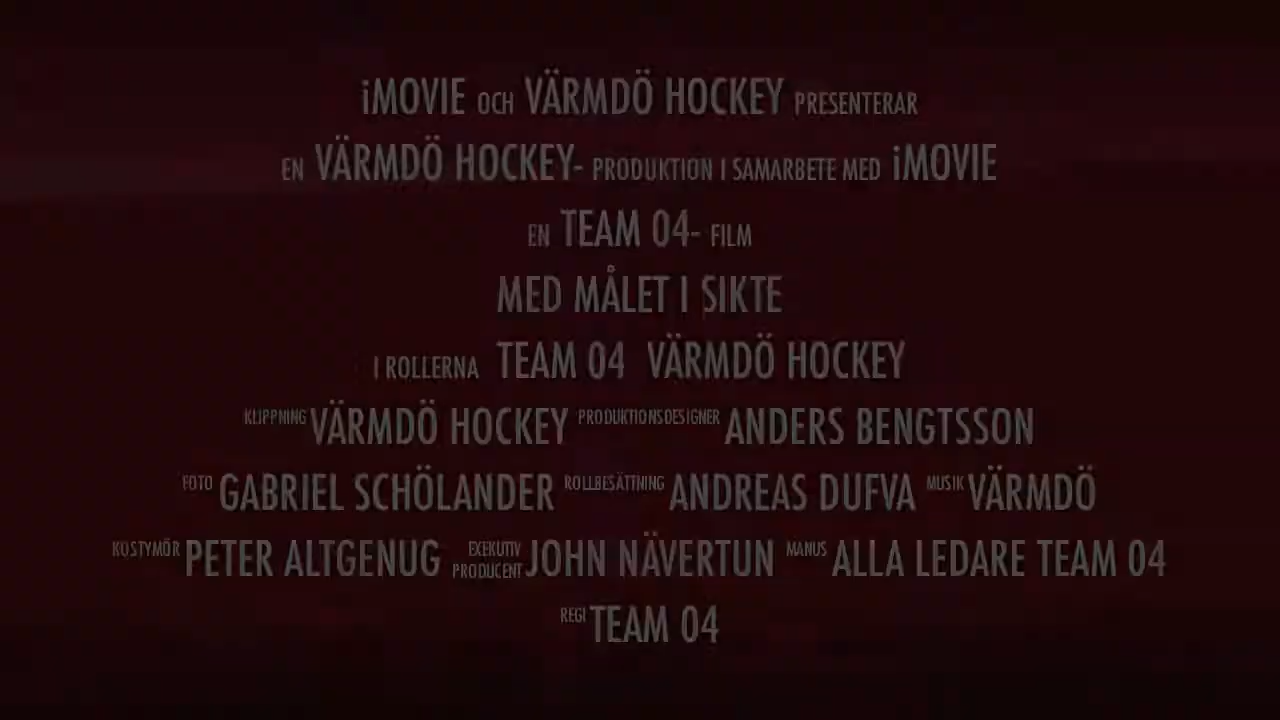 iMOVIE OCH VÄRMDÖ HOCKEY PRESENTERAR
EN VÄRMDÖ HOCKEY- PRODUKTION I SAMARBETE MED iMOVIE
EN TEAM 04- FILM
MED MÅLET I SIKTE
I ROLLERNA TEAM 04 VÄRMDÖ HOCKEY
KLIPPNING VÄRMDÖ HOCKEY PRODUKTIONSDESIGNER ANDERS BENGTSSON
FOTO GABRIEL SCHÖLANDER ROLLBESÄTTNING ANDREAS DUFVA MUSIK VÄRMDÖ
KOSTYMÖR PETER ALTGENUG EXEKUTIV PRODUCENT JOHN NÄVERTUN MANUS ALLA LEDARE TEAM 04
REGI TEAM 04